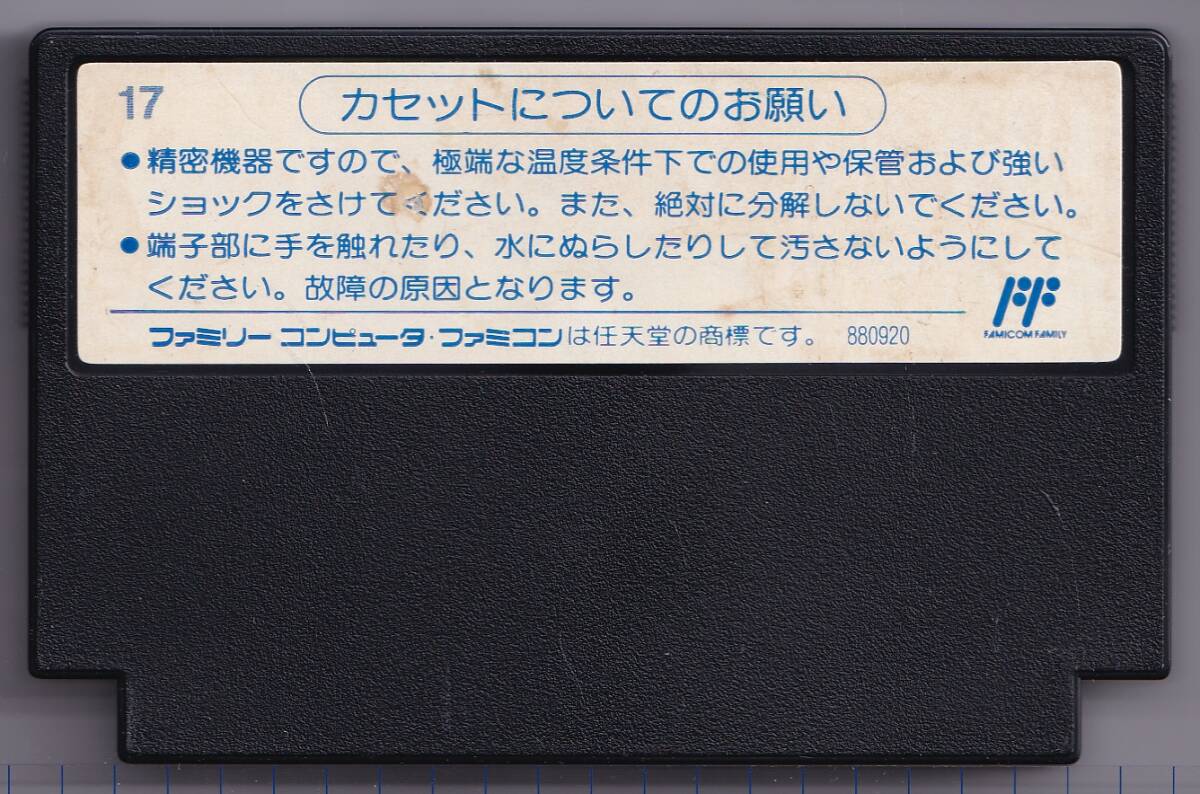 17
カセットについてのお願い
●精密機器ですので、極端な温度条件下での使用や保管および強い
ショックをさけてください。また、絶対に分解しないでください。
●端子部に手を触れたり、水にぬらしたりして汚さないようにして
ください。故障の原因となります。
ファミリーコンピュータ・ファミコンは任天堂の商標です。 880920
FAMICOM FAMILY